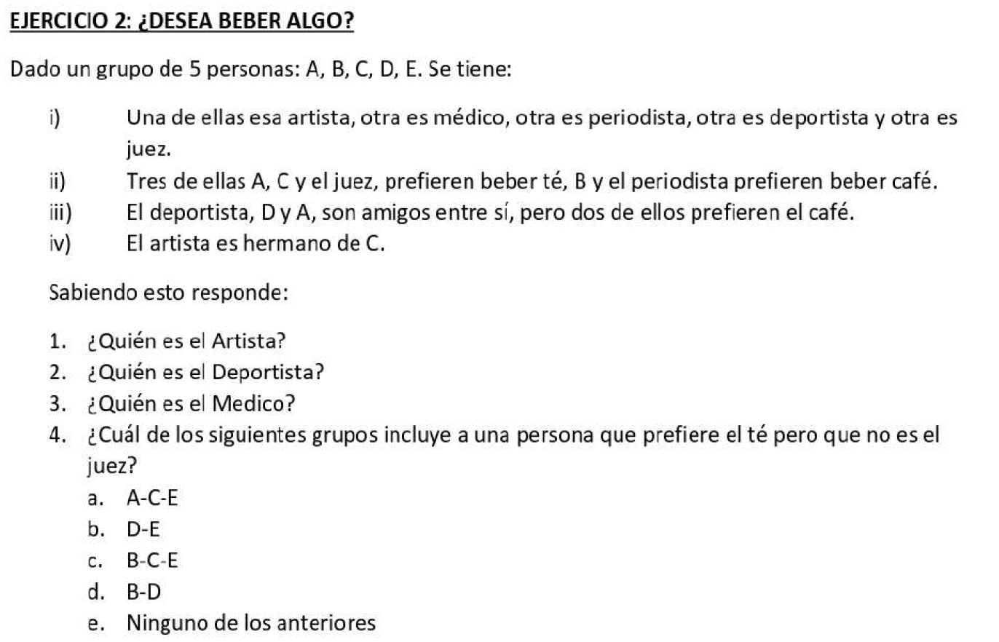 EJERCICIO 2: ¿DESEA BEBER ALGO?
Dado un grupo de 5 personas: A, B, C, D, E. Se tiene:
i) Una de ellas esa artista, otra es médico, otra es periodista, otra es deportista y otra es
juez.
ii) Tres de ellas A, C y el juez, prefieren beber té, B y el periodista prefieren beber café.
iii) El deportista, D y A, son amigos entre sí, pero dos de ellos prefieren el café.
iv) El artista es hermano de C.
Sabiendo esto responde:
1. ¿Quién es el Artista?
2. ¿Quién es el Deportista?
3. ¿Quién es el Medico?
4. ¿Cuál de los siguientes grupos incluye a una persona que prefiere el té pero que no es el
juez?
a. A-C-E
b. D-E
c. B-C-E
d. B-D
e. Ninguno de los anteriores